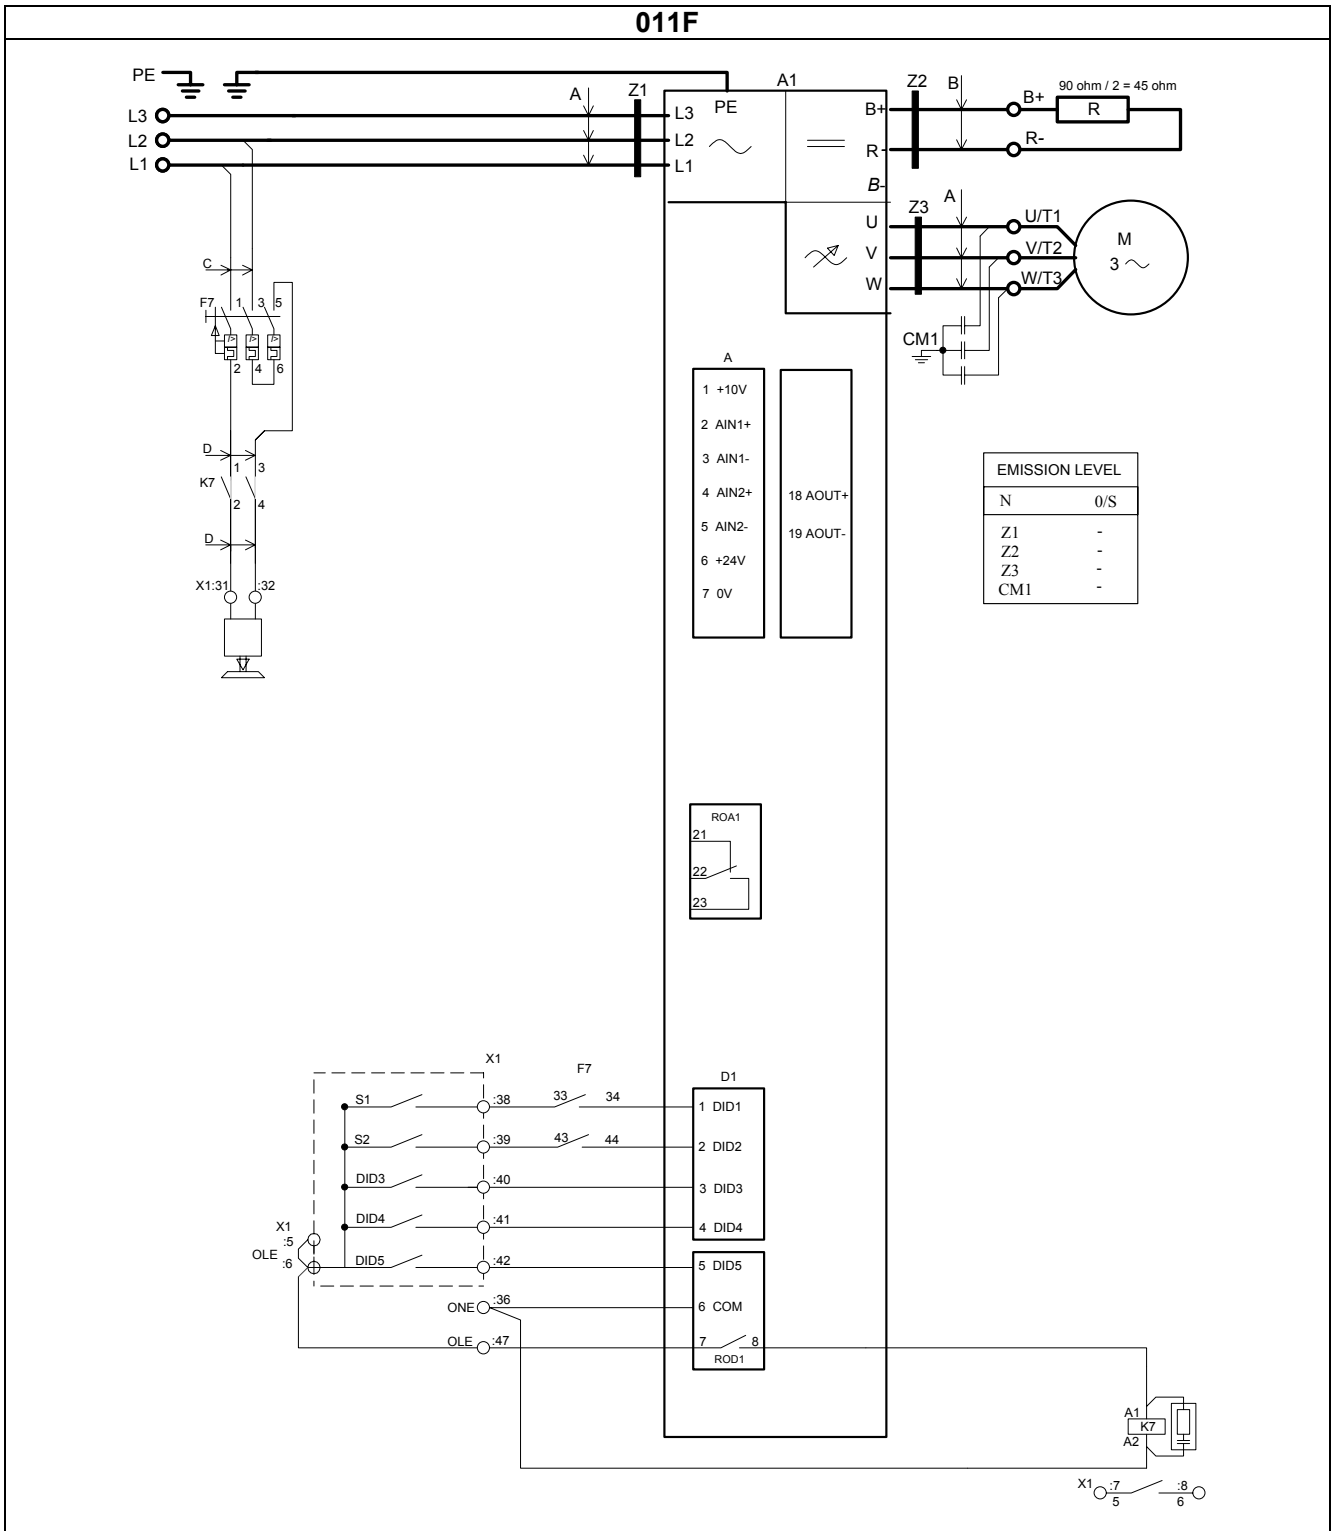 011F
PE
L3
L2
L1
A
Z1
A1
PE
L3
L2
L1
B+
R-
B-
Z2
B
B+
R-
90 ohm / 2 = 45 ohm
R
U
V
W
Z3
A
U/T1
V/T2
W/T3
M
3
CM1
C
F7
1
3
5
I>
I>
I>
2
4
6
D
K7
1
3
2
4
D
X1:31
:32
A
1 +10V
2 AIN1+
3 AIN1-
4 AIN2+
5 AIN2-
6 +24V
7 0V
18 AOUT+
19 AOUT-
EMISSION LEVEL
N 0/S
Z1 -
Z2 -
Z3 -
CM1 -
ROA1
21
22
23
X1
F7
D1
S1 :38 33 34 1 DID1
S2 :39 43 44 2 DID2
DID3 :40 3 DID3
DID4 :41 4 DID4
X1
:5
OLE :6
DID5 :42 5 DID5
ONE :36 6 COM
OLE :47 7 8
ROD1
A1
K7
A2
X1 :7 :8
5 6